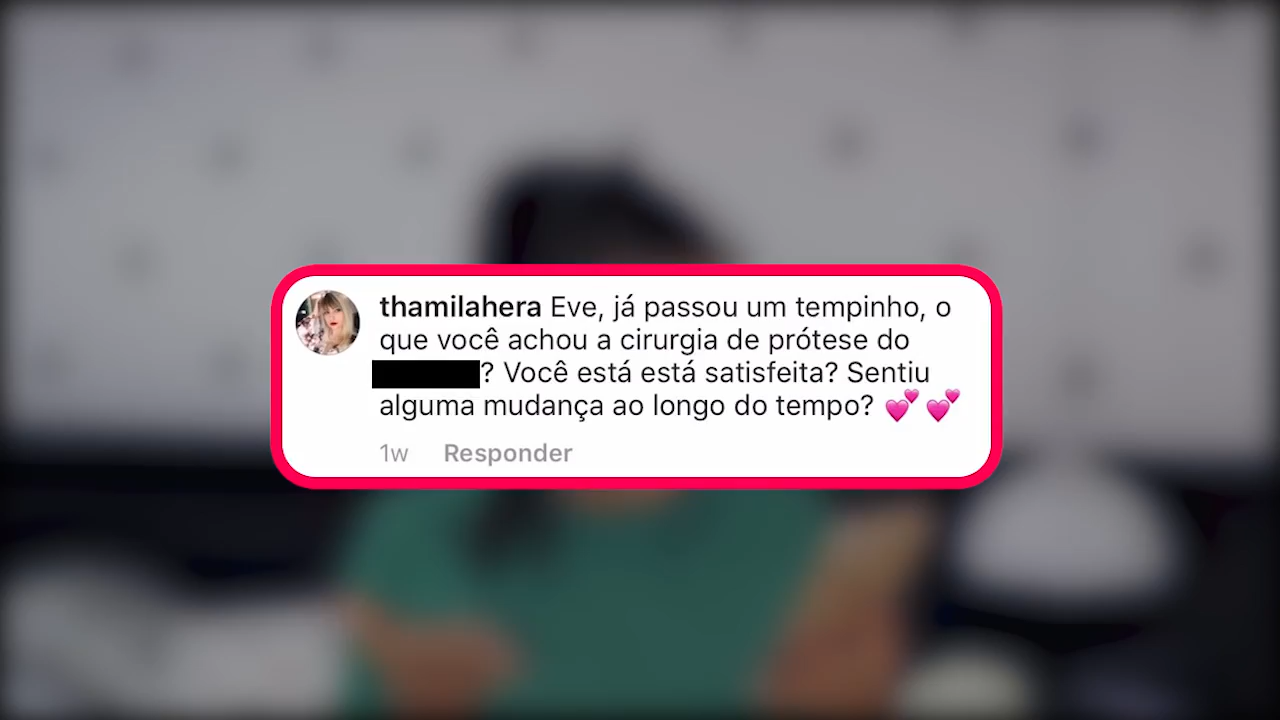 thamilahera Eve, já passou um tempinho, o
que você achou a cirurgia de prótese do
? Você está está satisfeita? Sentiu
alguma mudança ao longo do tempo? 💕 💕
1w Responder